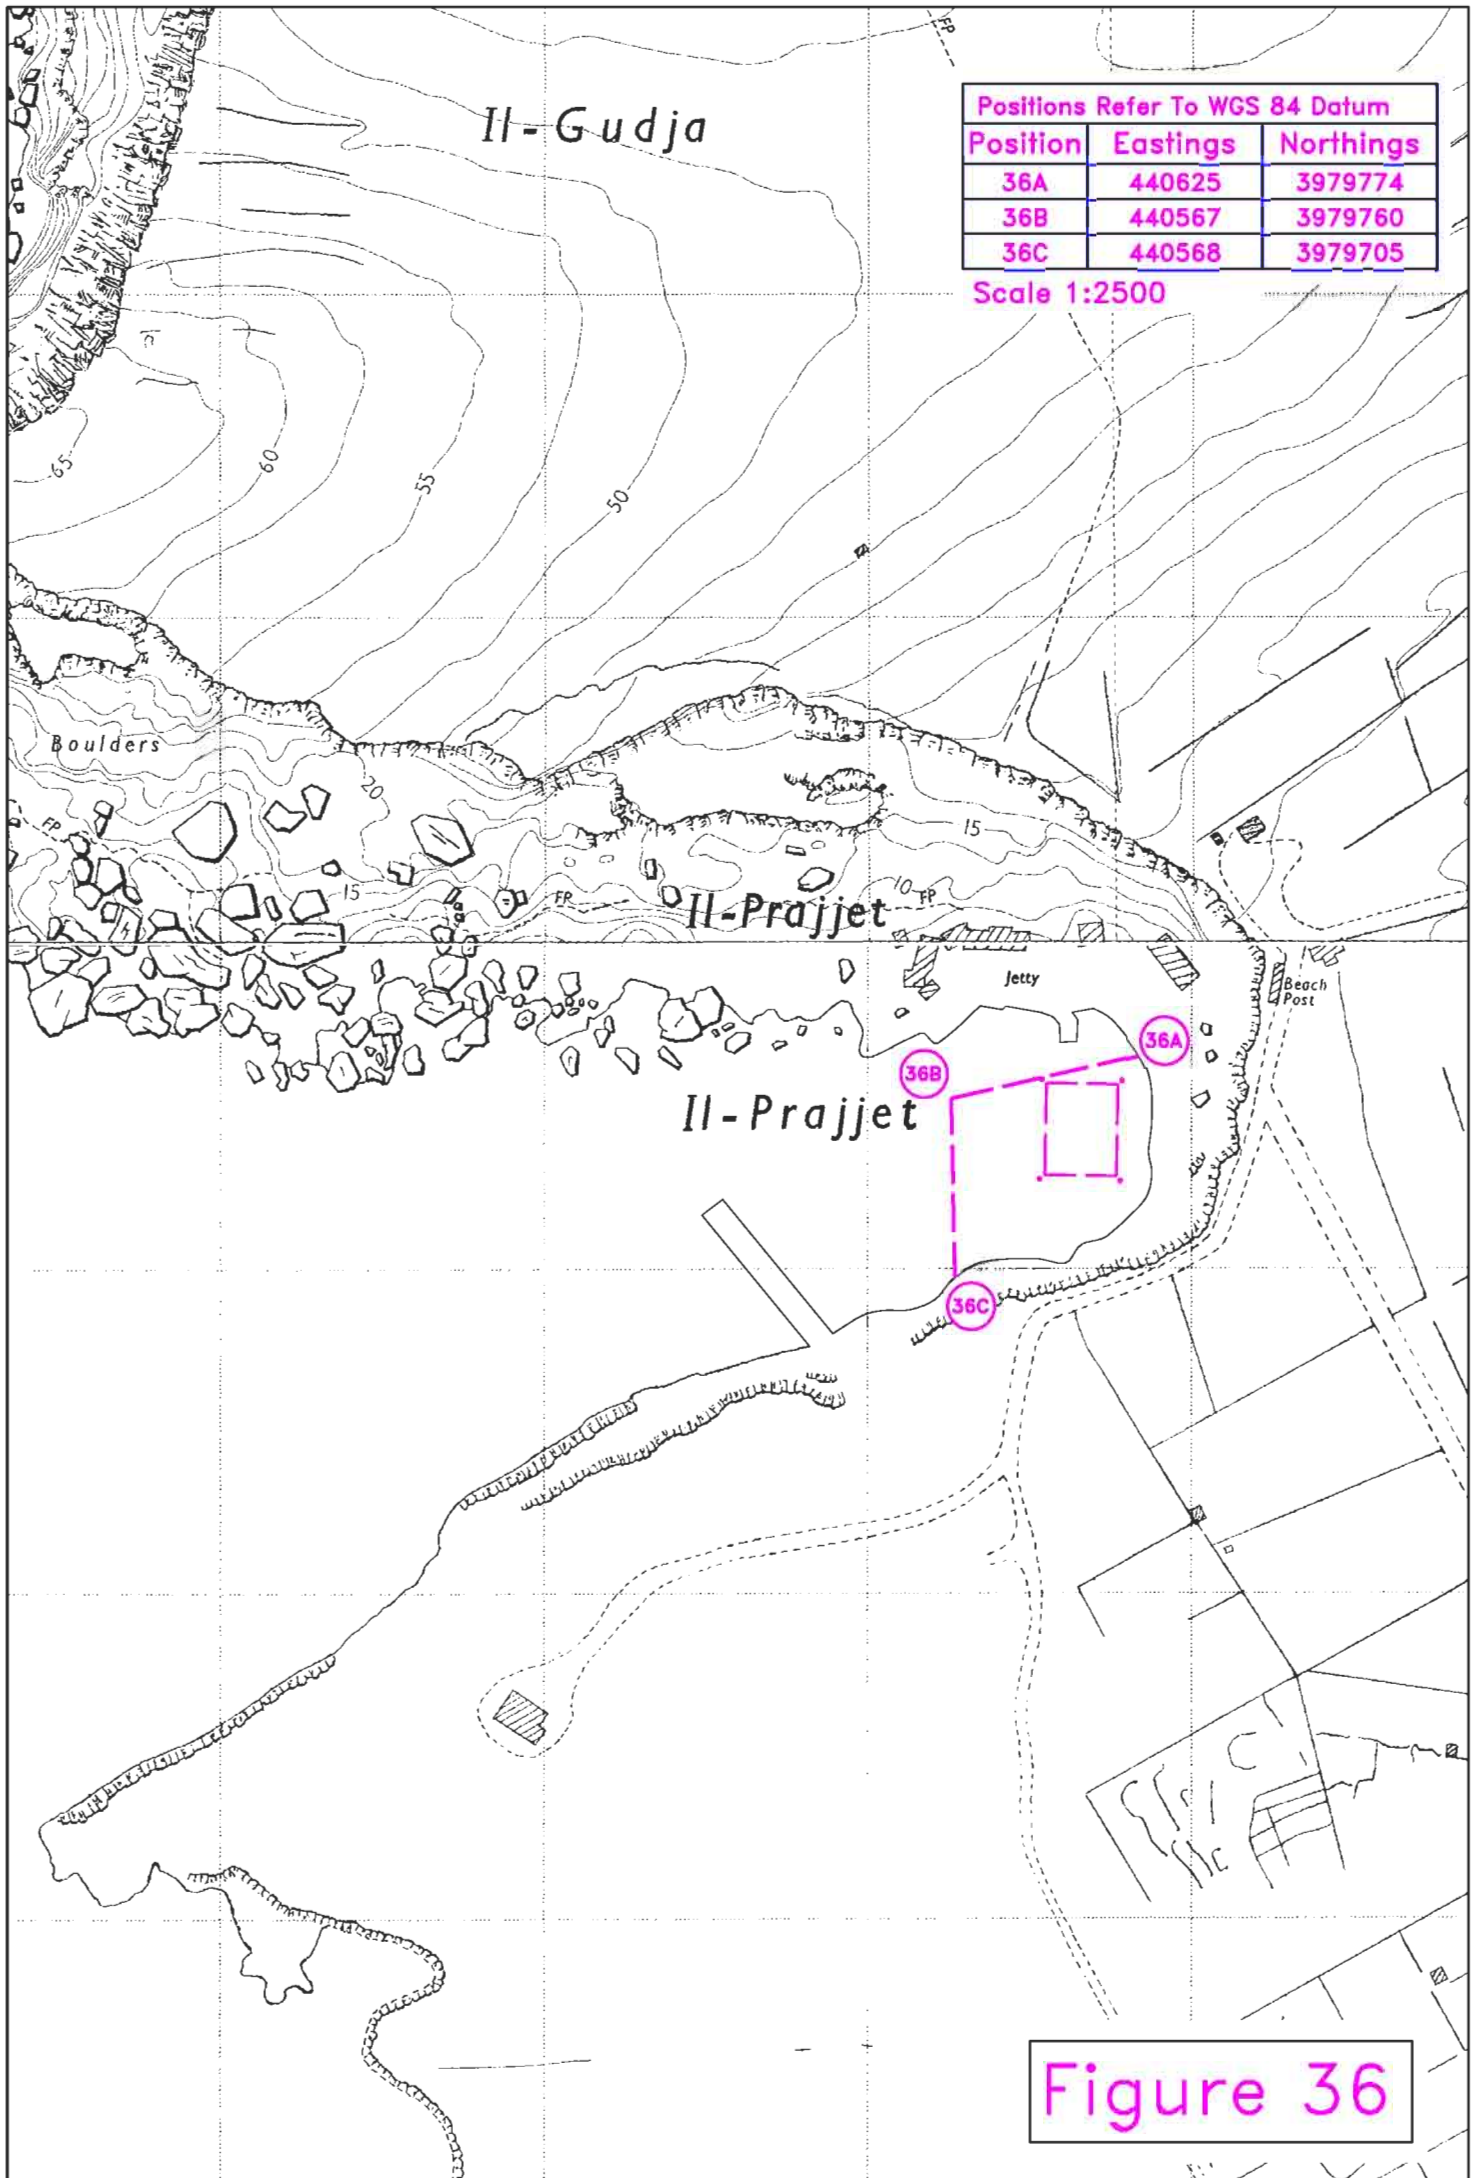 FP
Il-Gudja
Positions Refer To WGS 84 Datum
Position Eastings Northings
36A 440625 3979774
36B 440567 3979760
36C 440568 3979705
Scale 1:2500
65
60
55
50
Boulders
20
FP
15
15
FP
10
FP
Il-Prajjet
Jetty
Beach
Post
36A
36B
Il-Prajjet
36C
Figure 36